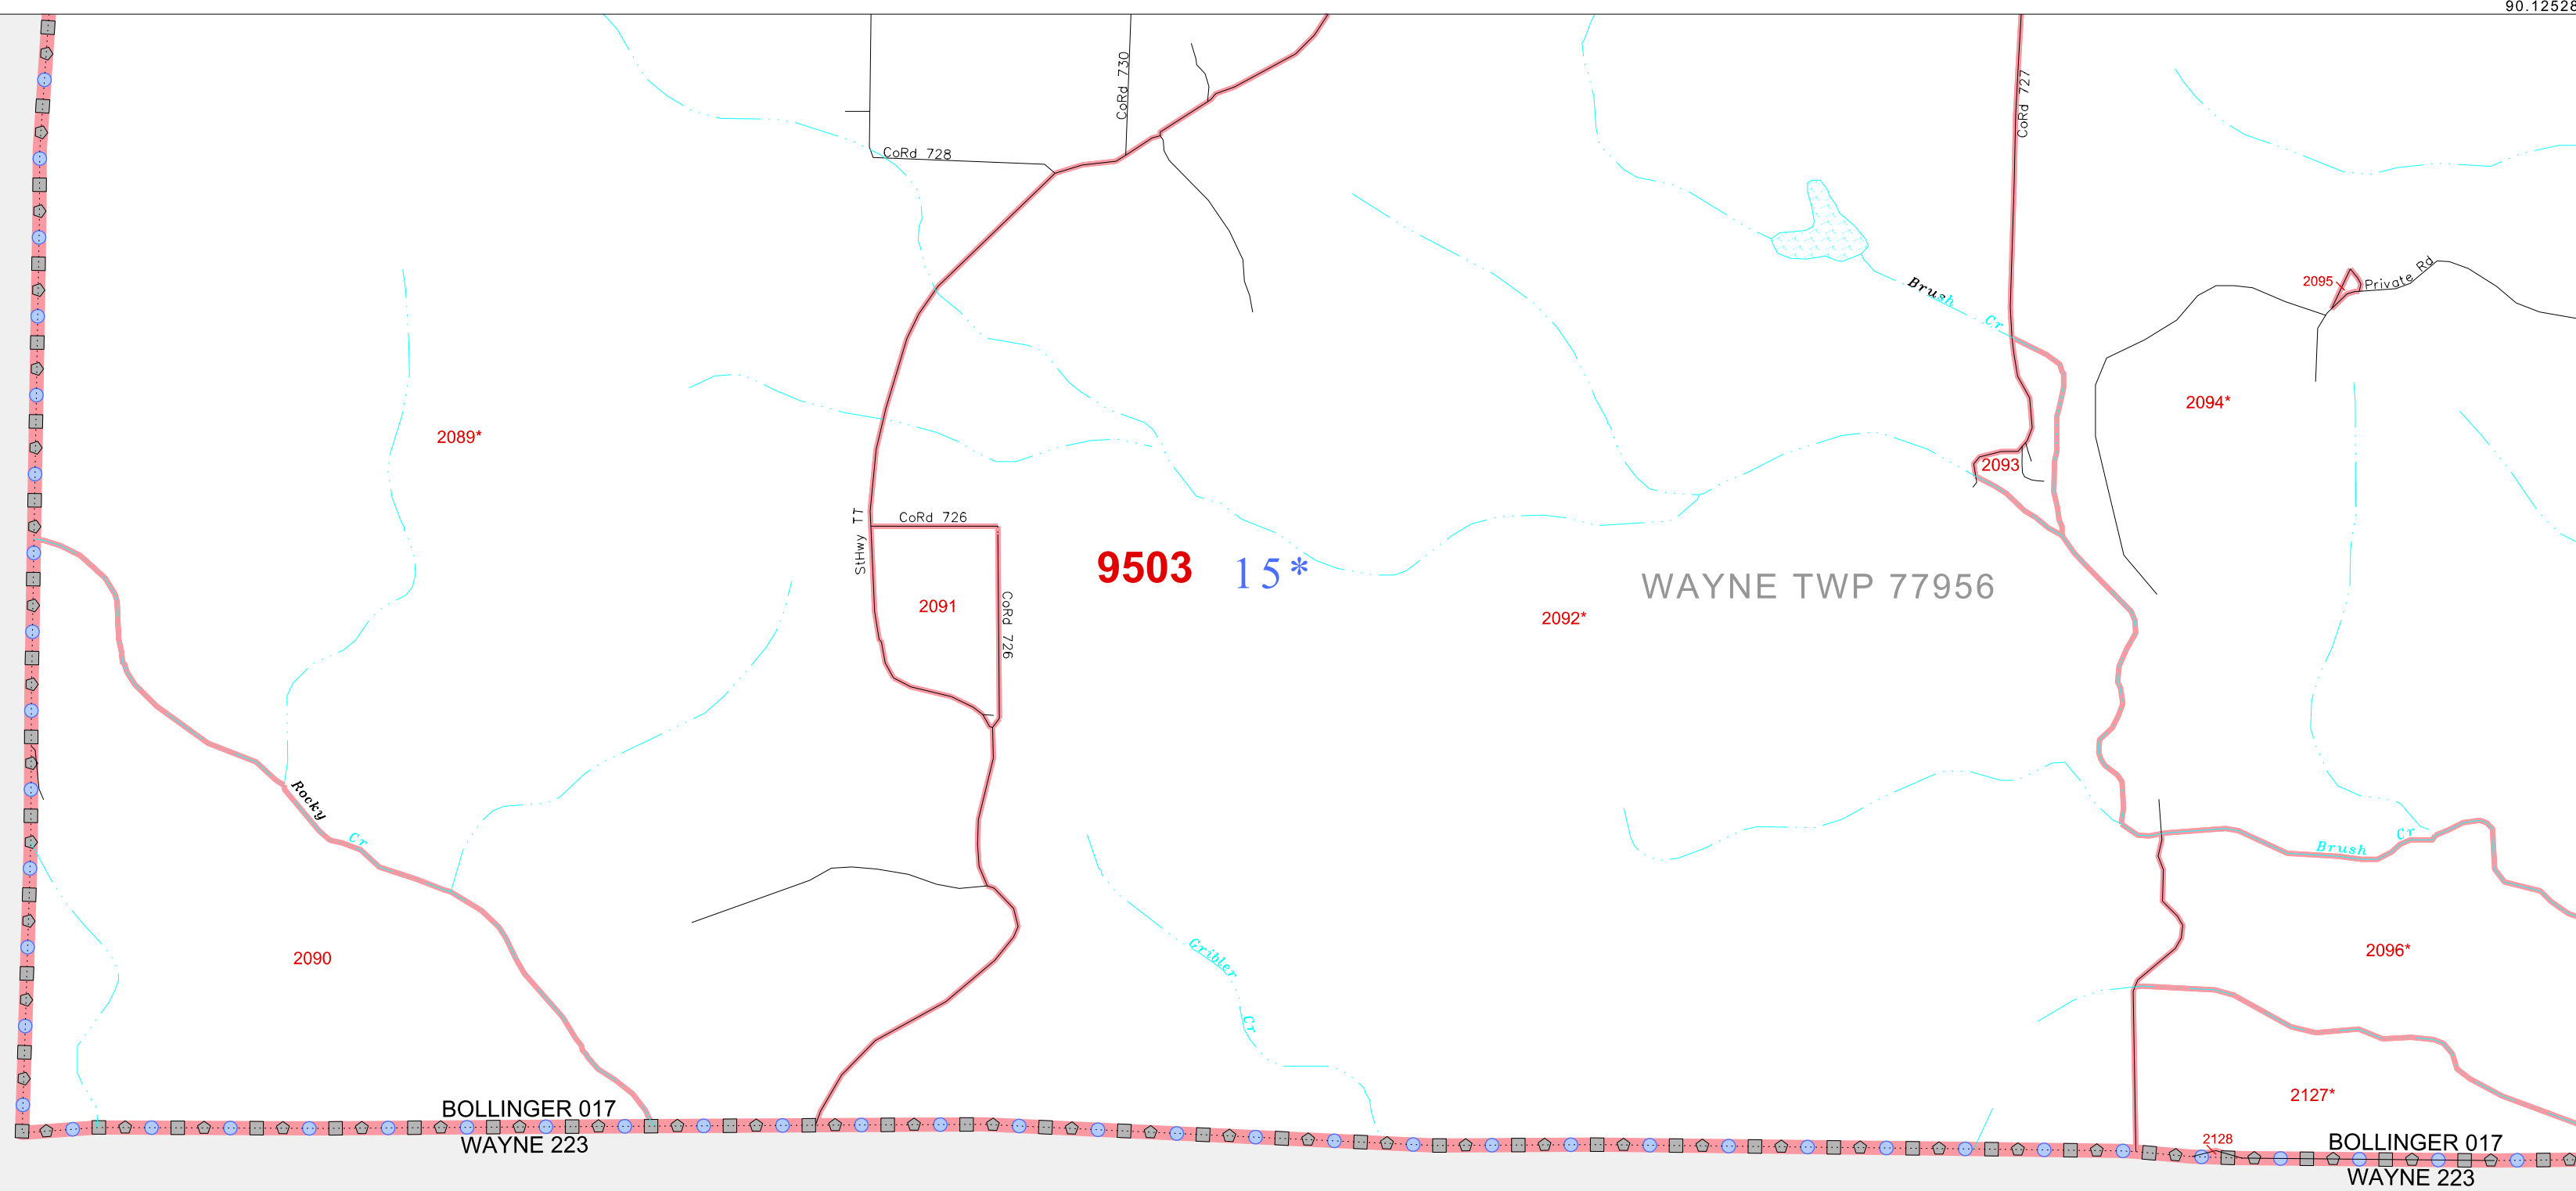 90.12528
CoRd 730
CoRd 727
CoRd 728
Brush
Cr
2095
Private Rd
2089*
2094*
2093
StHwy TT
CoRd 726
9503
15*
WAYNE TWP 77956
2091
CoRd 726
2092*
Rocky
Cr
Brush
Cr
2090
Gribler
Cr
2096*
2127*
BOLLINGER 017
WAYNE 223
2128
BOLLINGER 017
WAYNE 223